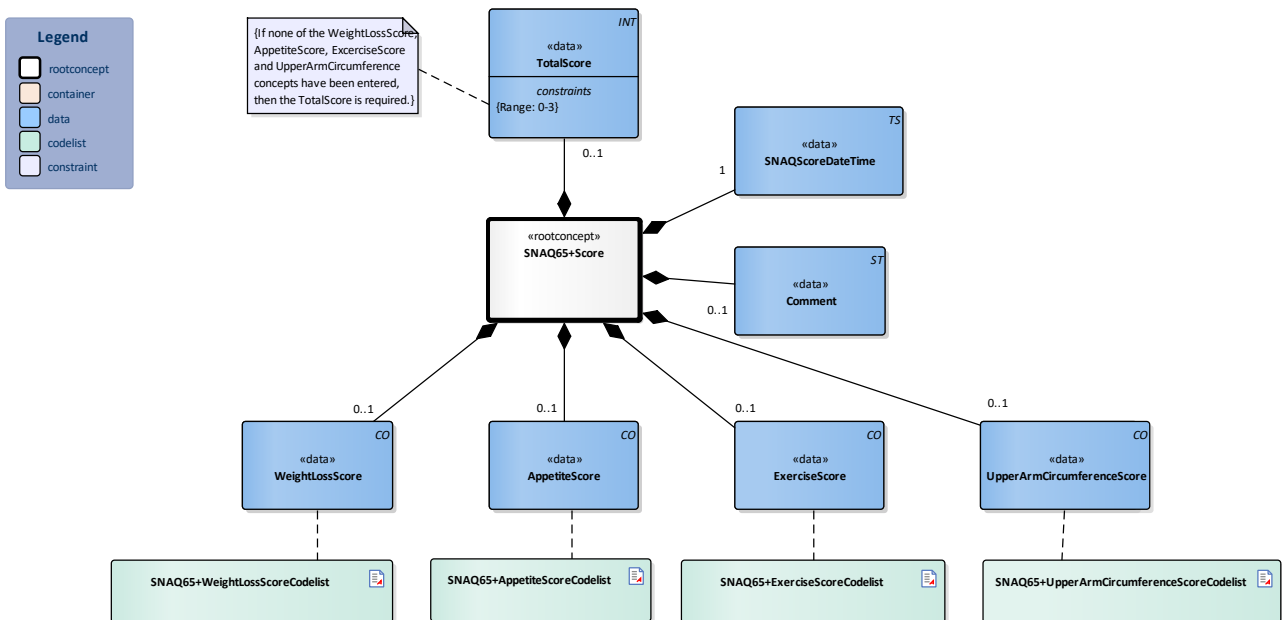 Legend
rootconcept
container
data
codelist
constraint
{If none of the WeightLossScore,
AppetiteScore, ExcerciseScore
and UpperArmCircumference
concepts have been entered,
then the TotalScore is required.}
INT
«data»
TotalScore
constraints
{Range: 0-3}
0..1
TS
«data»
SNAQScoreDateTime
1
«rootconcept»
SNAQ65+Score
ST
«data»
Comment
0..1
0..1
0..1
0..1
0..1
CO
«data»
WeightLossScore
CO
«data»
AppetiteScore
CO
«data»
ExerciseScore
CO
«data»
UpperArmCircumferenceScore
SNAQ65+WeightLossScoreCodelist
SNAQ65+AppetiteScoreCodelist
SNAQ65+ExerciseScoreCodelist
SNAQ65+UpperArmCircumferenceScoreCodelist